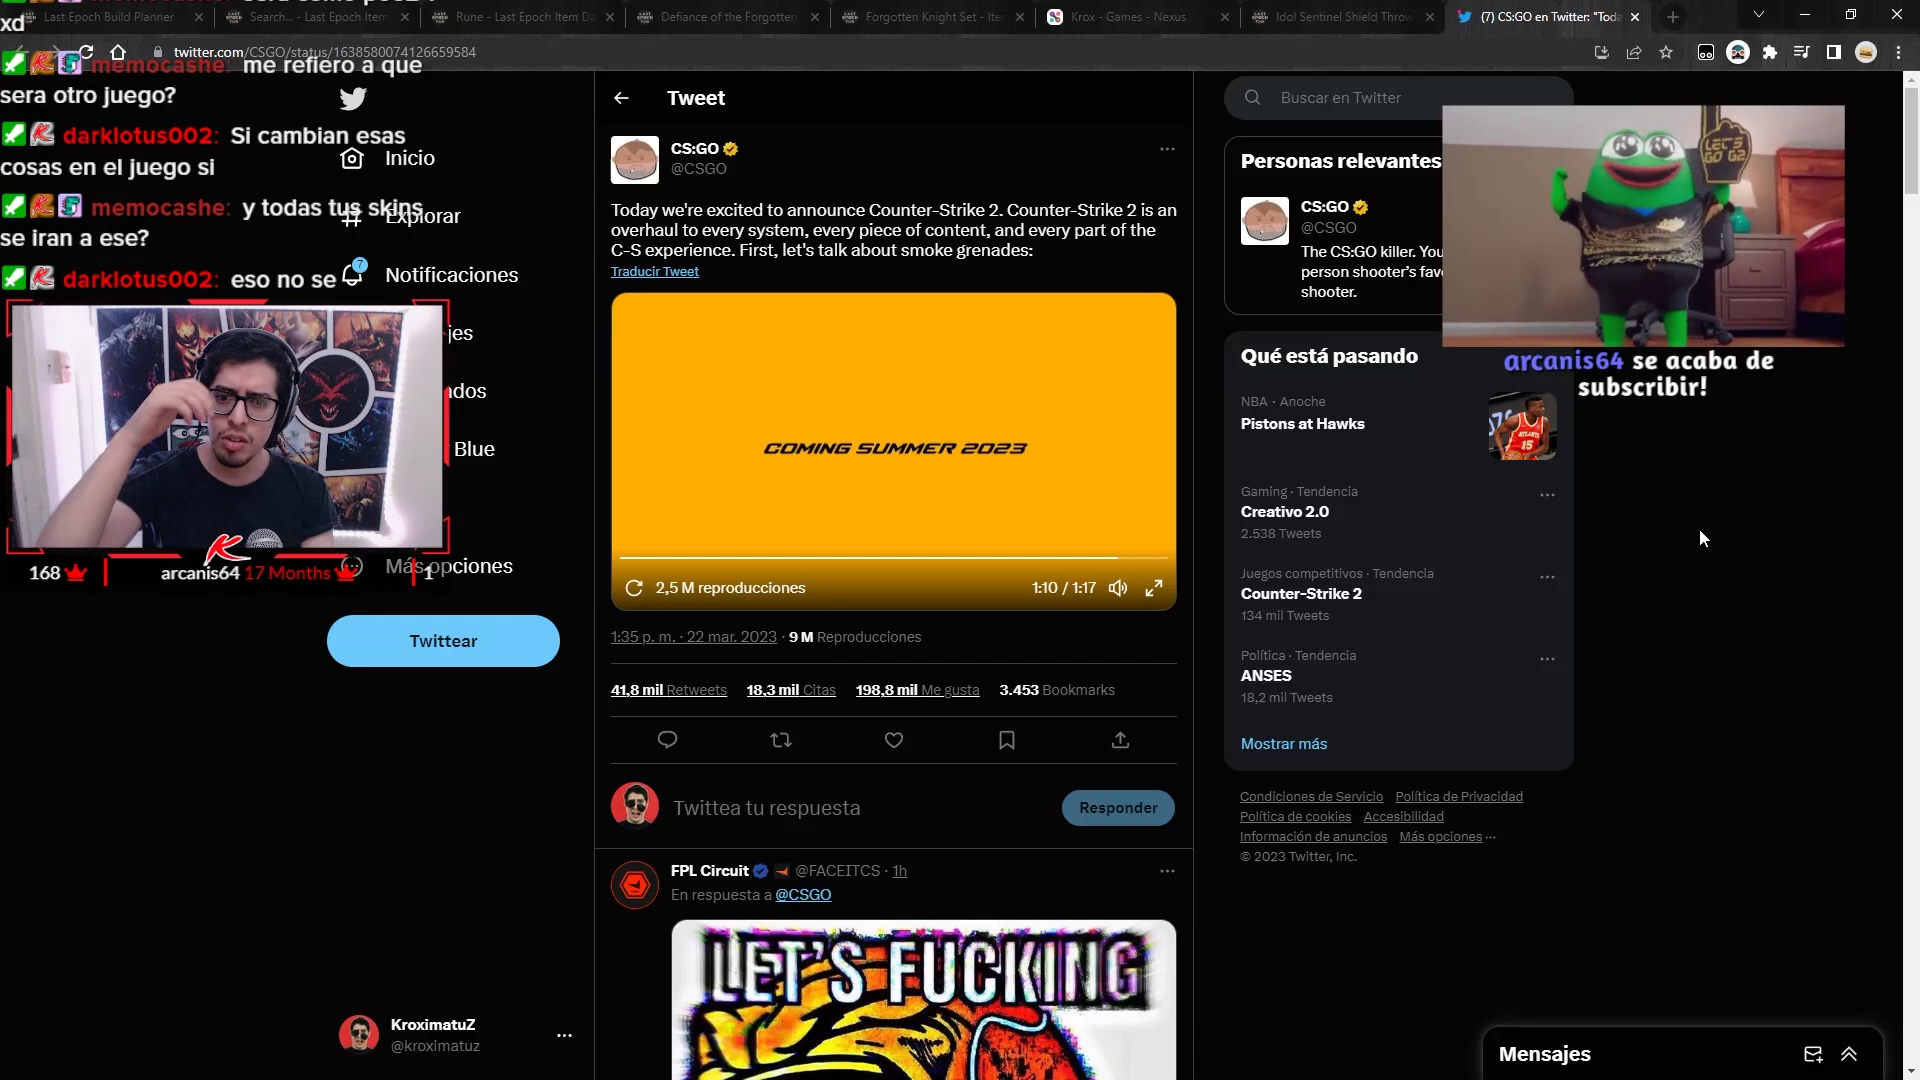 xd
memocashe: me refiero a que
sera otro juego?
darklotus002: Si cambian esas
cosas en el juego si
memocashe: y todas tus skins
se iran a ese?
darklotus002: eso no se
Last Epoch Build Planner
Search... - Last Epoch Item
Rune - Last Epoch Item Da
Defiance of the Forgotten
Forgotten Knight Set - Ite
Krox - Games - Nexus
Idol Sentinel Shield Throw
(7) CS:GO en Twitter: "Toda
twitter.com/CSGO/status/1638580074126659584
Inicio
Explorar
7
Notificaciones
jes
dos
Blue
Más opciones
168
arcanis64 17 Months
1
Twittear
KroximatuZ
@kroximatuz
Tweet
CS:GO
@CSGO
Today we're excited to announce Counter-Strike 2. Counter-Strike 2 is an
overhaul to every system, every piece of content, and every part of the
C-S experience. First, let's talk about smoke grenades:
Traducir Tweet
COMING SUMMER 2023
2,5 M reproducciones
1:10 / 1:17
1:35 p. m. · 22 mar. 2023 · 9 M Reproducciones
41,8 mil Retweets 18,3 mil Citas 198,8 mil Me gusta 3.453 Bookmarks
Twittea tu respuesta
Responder
FPL Circuit @FACEITCS · 1h
En respuesta a @CSGO
LET'S FUCKING
Buscar en Twitter
Personas relevantes
CS:GO
@CSGO
The CS:GO killer. You
person shooter's fav
shooter.
LET'S
GO G2
arcanis64 se acaba de
subscribir!
Qué está pasando
NBA · Anoche
Pistons at Hawks
ATLANTA
15
Gaming · Tendencia
Creativo 2.0
2.538 Tweets
Juegos competitivos · Tendencia
Counter-Strike 2
134 mil Tweets
Política · Tendencia
ANSES
18,2 mil Tweets
Mostrar más
Condiciones de Servicio Política de Privacidad
Política de cookies Accesibilidad
Información de anuncios Más opciones ···
© 2023 Twitter, Inc.
Mensajes